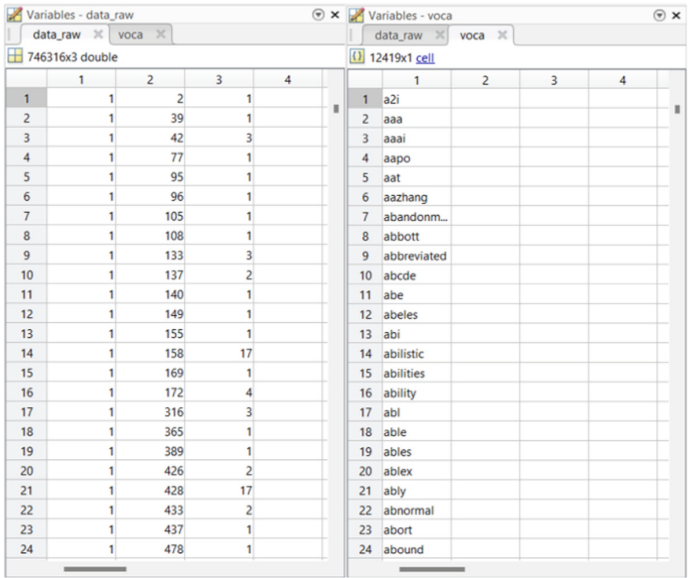 Variables - data_raw
data_raw voca
746316x3 double
1 2 3 4
1 1 2 1
2 1 39 1
3 1 42 3
4 1 77 1
5 1 95 1
6 1 96 1
7 1 105 1
8 1 108 1
9 1 133 3
10 1 137 2
11 1 140 1
12 1 149 1
13 1 155 1
14 1 158 17
15 1 169 1
16 1 172 4
17 1 316 3
18 1 365 1
19 1 389 1
20 1 426 2
21 1 428 17
22 1 433 2
23 1 437 1
24 1 478 1
Variables - voca
data_raw voca
12419x1 cell
1 2 3 4
1 a2i
2 aaa
3 aaai
4 aapo
5 aat
6 aazhang
7 abandonm...
8 abbott
9 abbreviated
10 abcde
11 abe
12 abeles
13 abi
14 abilistic
15 abilities
16 ability
17 abl
18 able
19 ables
20 ablex
21 ably
22 abnormal
23 abort
24 abound